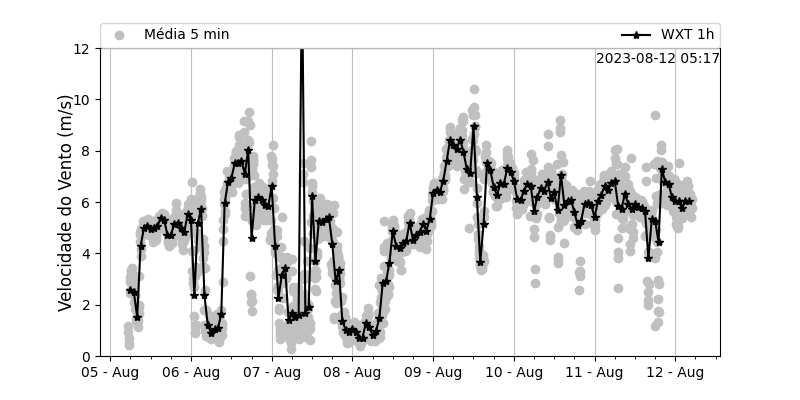 Média 5 min
WXT 1h
2023-08-12 05:17
Velocidade do Vento (m/s)
12
10
8
6
4
2
0
05 - Aug
06 - Aug
07 - Aug
08 - Aug
09 - Aug
10 - Aug
11 - Aug
12 - Aug